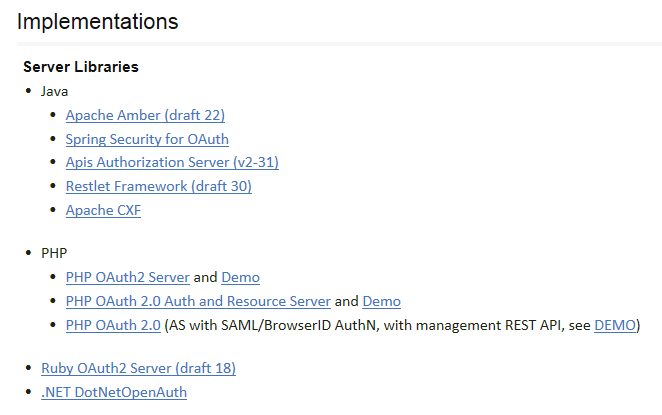 Implementations
Server Libraries
• Java
• Apache Amber (draft 22)
• Spring Security for OAuth
• Apis Authorization Server (v2-31)
• Restlet Framework (draft 30)
• Apache CXF
• PHP
• PHP OAuth2 Server and Demo
• PHP OAuth 2.0 Auth and Resource Server and Demo
• PHP OAuth 2.0 (AS with SAML/BrowserID AuthN, with management REST API, see DEMO)
• Ruby OAuth2 Server (draft 18)
• .NET DotNetOpenAuth